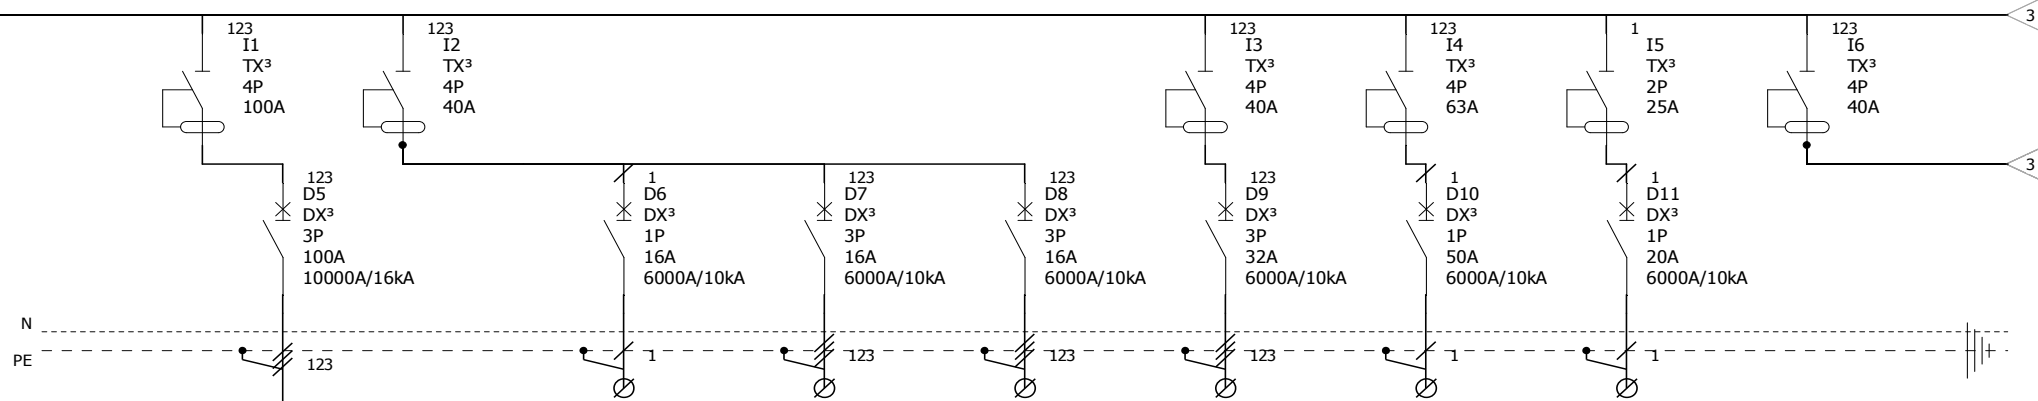 123
I1
TX³
4P
100A
123
I2
TX³
4P
40A
123
I3
TX³
4P
40A
123
I4
TX³
4P
63A
1
I5
TX³
2P
25A
123
I6
TX³
4P
40A
3
3
123
D5
DX³
3P
100A
10000A/16kA
1
D6
DX³
1P
16A
6000A/10kA
123
D7
DX³
3P
16A
6000A/10kA
123
D8
DX³
3P
16A
6000A/10kA
123
D9
DX³
3P
32A
6000A/10kA
1
D10
DX³
1P
50A
6000A/10kA
1
D11
DX³
1P
20A
6000A/10kA
N
PE
123
1
123
123
123
1
1